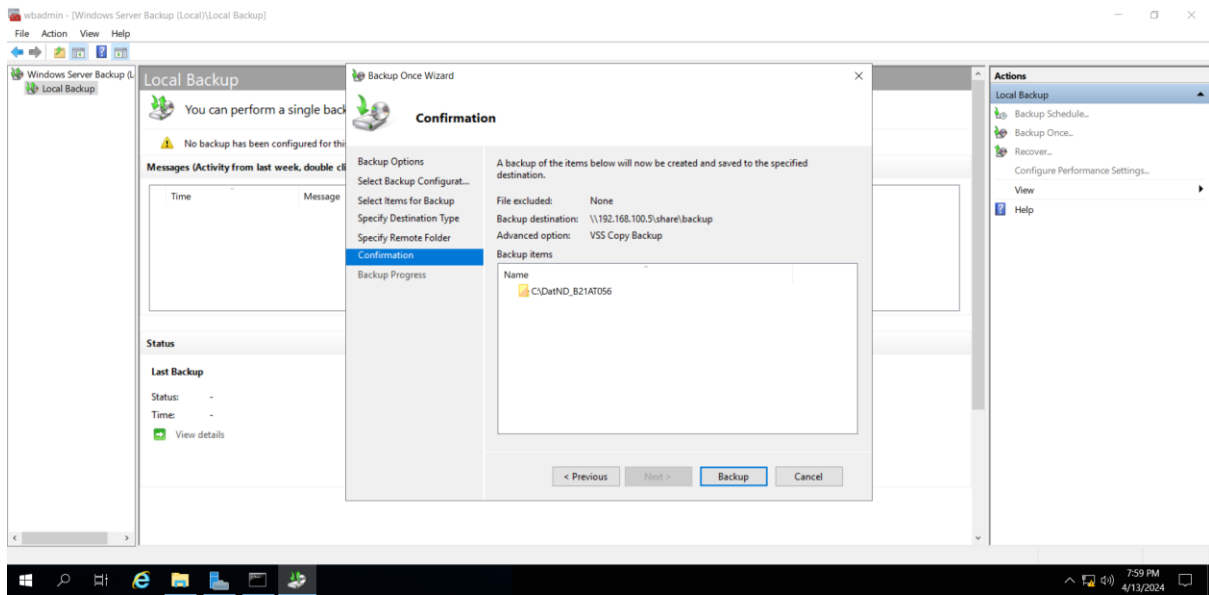 wbadmin - [Windows Server Backup (Local)\Local Backup]
File Action View Help
Windows Server Backup (L
Local Backup
Local Backup
You can perform a single back
No backup has been configured for thi
Messages (Activity from last week, double cli
Time Message
Status
Last Backup
Status: -
Time: -
View details
Backup Once Wizard
Confirmation
Backup Options
Select Backup Configurat...
Select Items for Backup
Specify Destination Type
Specify Remote Folder
Confirmation
Backup Progress
A backup of the items below will now be created and saved to the specified
destination.
File excluded: None
Backup destination: \\192.168.100.5\share\backup
Advanced option: VSS Copy Backup
Backup items
Name
C:\DatND_B21AT056
< Previous Next > Backup Cancel
Actions
Local Backup
Backup Schedule...
Backup Once...
Recover...
Configure Performance Settings...
View
Help
7:59 PM
4/13/2024